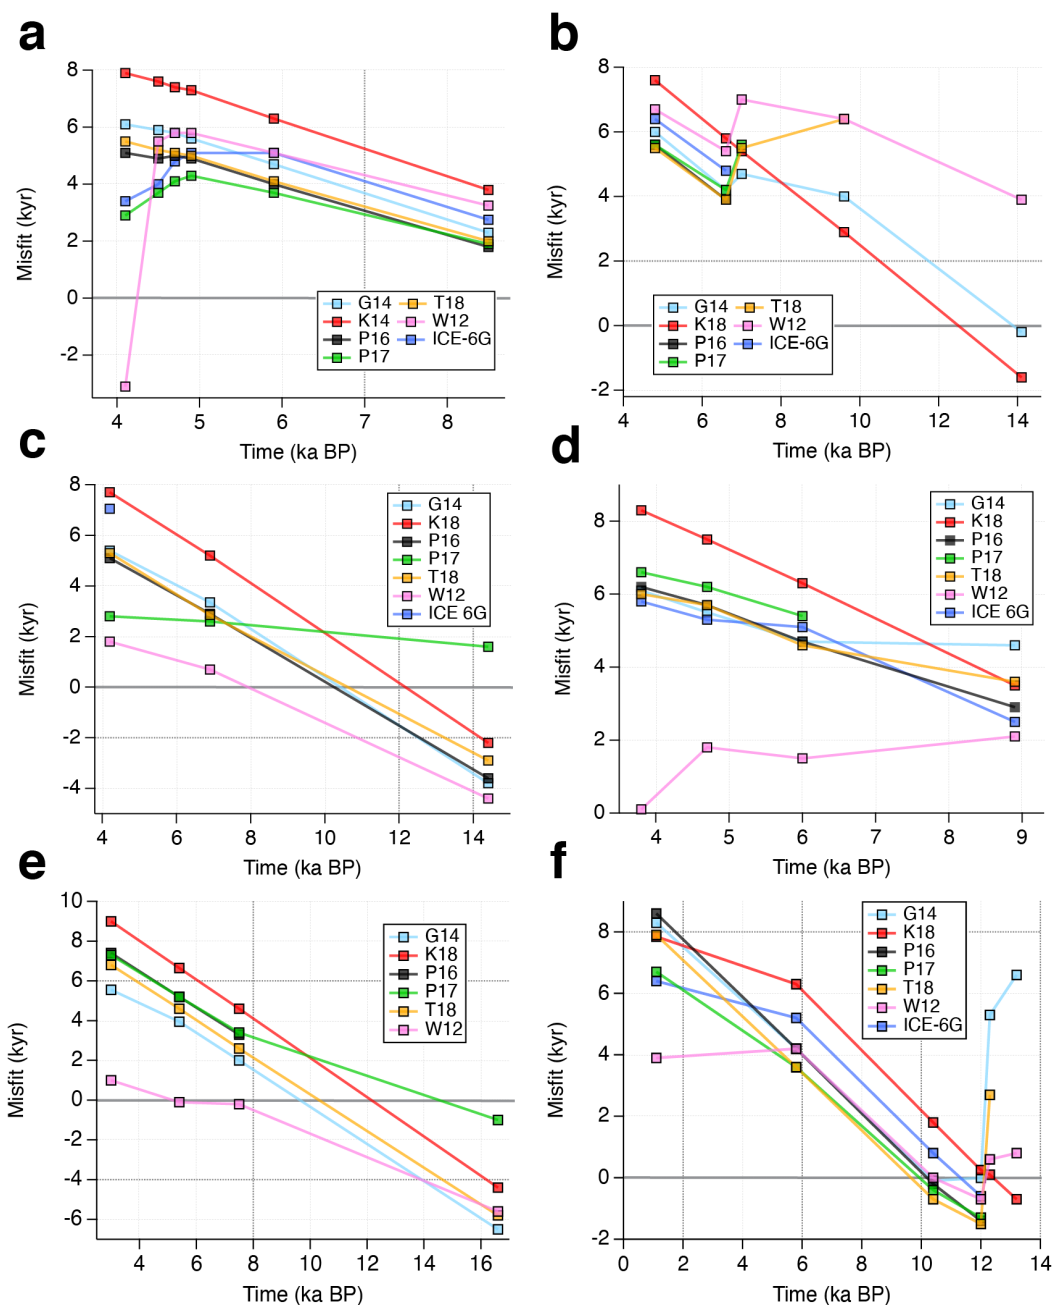 a
8
6
4
2
0
-2
Misfit (kyr)
4
5
6
7
8
Time (ka BP)
G14
T18
K14
W12
P16
ICE-6G
P17
b
8
6
4
2
0
-2
Misfit (kyr)
4
6
8
10
12
14
Time (ka BP)
G14
T18
K18
W12
P16
ICE-6G
P17
c
8
6
4
2
0
-2
-4
Misfit (kyr)
4
6
8
10
12
14
Time (ka BP)
G14
K18
P16
P17
T18
W12
ICE 6G
d
8
6
4
2
0
Misfit (kyr)
4
5
6
7
8
9
Time (ka BP)
G14
K18
P16
P17
T18
W12
ICE-6G
e
10
8
6
4
2
0
-2
-4
-6
Misfit (kyr)
4
6
8
10
12
14
16
Time (ka BP)
G14
K18
P16
P17
T18
W12
f
8
6
4
2
0
-2
Misfit (kyr)
0
2
4
6
8
10
12
14
Time (ka BP)
G14
K18
P16
P17
T18
W12
ICE-6G